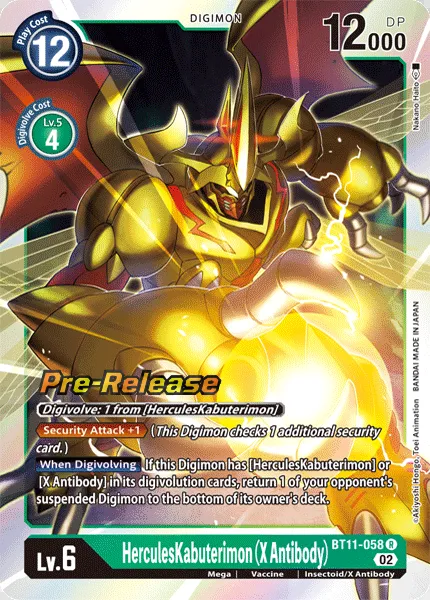 DIGIMON
Play Cost
12
12000
DP
Digivolve Cost
Lv.5
4
Nakano Haito
Pre-Release
Digivolve: 1 from [HerculesKabuterimon]
Security Attack +1 (This Digimon checks 1 additional security
card.)
When Digivolving If this Digimon has [HerculesKabuterimon] or
[X Antibody] in its digivolution cards, return 1 of your opponent's
suspended Digimon to the bottom of its owner's deck.
©Akiyoshi Hongo, Toei Animation BANDAI MADE IN JAPAN
Lv.6
HerculesKabuterimon (X Antibody)
BT11-058 R
02
Mega | Vaccine | Insectoid/X Antibody